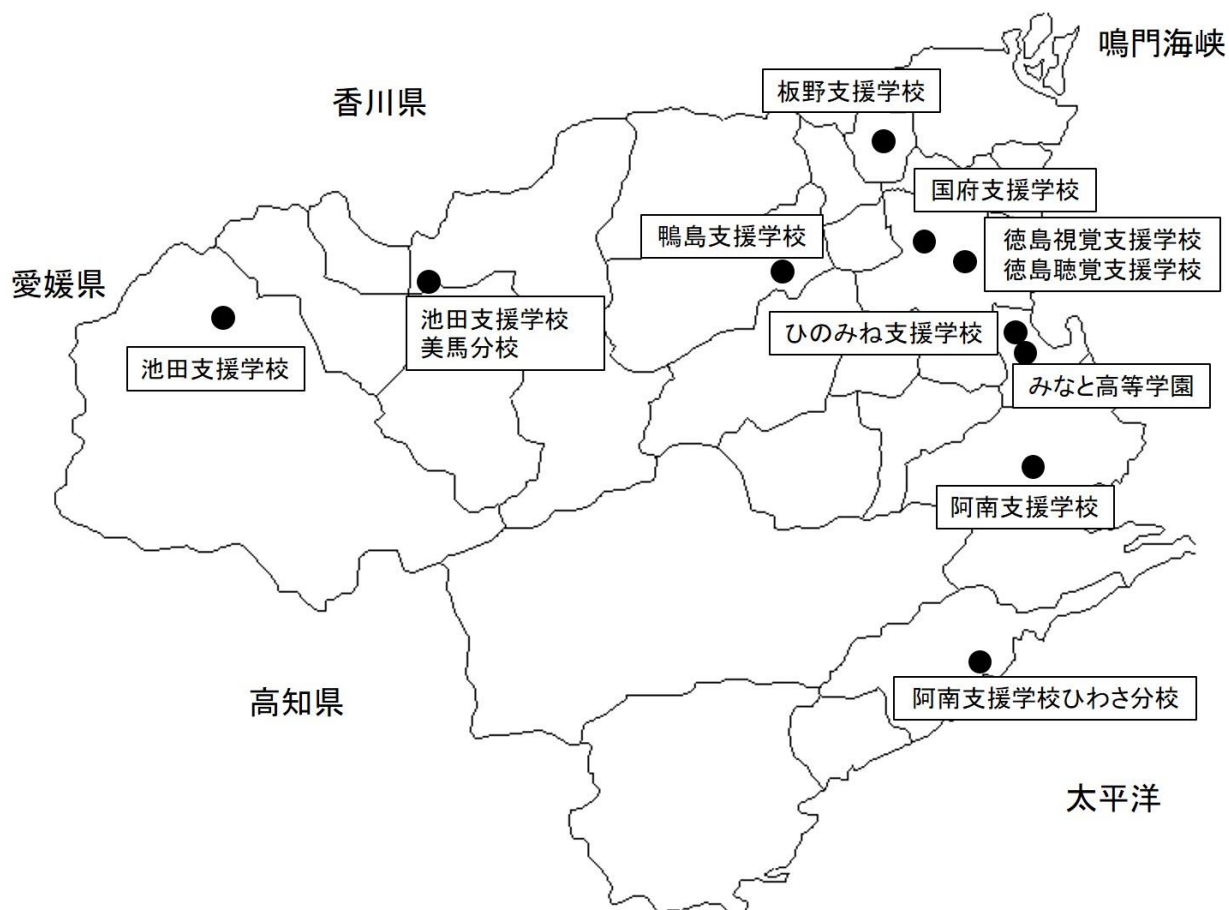 鳴門海峡
香川県
板野支援学校
国府支援学校
鴨島支援学校
徳島視覚支援学校
徳島聴覚支援学校
愛媛県
池田支援学校
美馬分校
ひのみね支援学校
池田支援学校
みなと高等学園
阿南支援学校
高知県
阿南支援学校ひわさ分校
太平洋